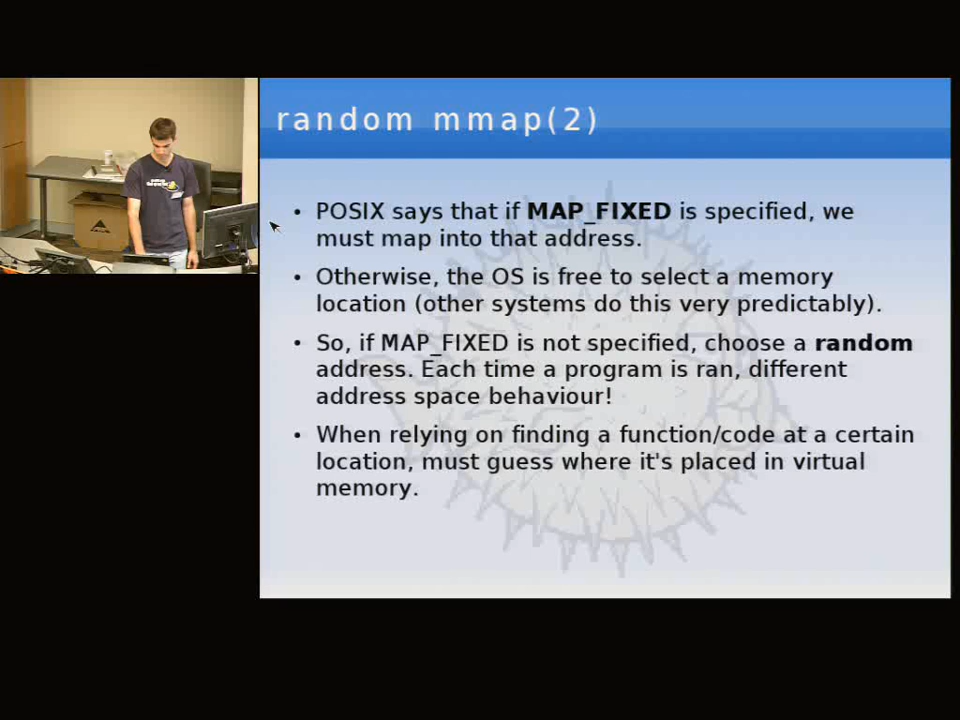 random mmap(2)
• POSIX says that if MAP_FIXED is specified, we
must map into that address.
• Otherwise, the OS is free to select a memory
location (other systems do this very predictably).
• So, if MAP_FIXED is not specified, choose a random
address. Each time a program is ran, different
address space behaviour!
• When relying on finding a function/code at a certain
location, must guess where it's placed in virtual
memory.